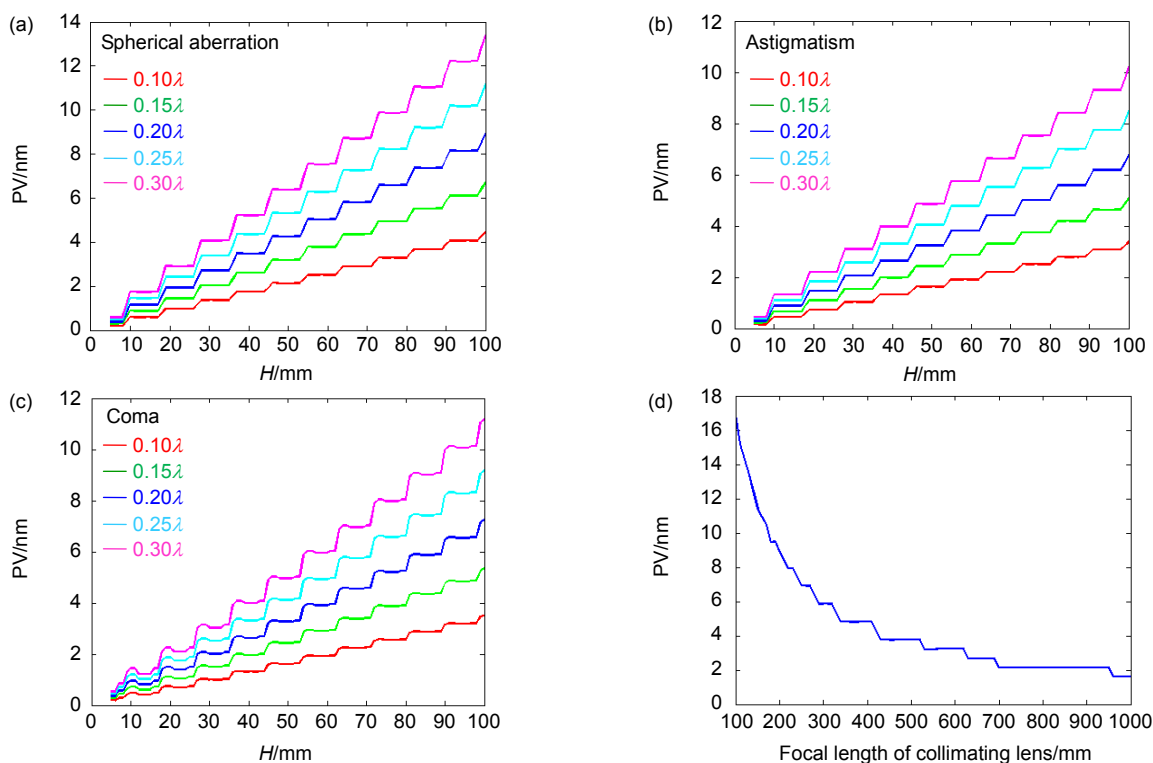 (a)
Spherical aberration
0.10λ
0.15λ
0.20λ
0.25λ
0.30λ
PV/nm
14
12
10
8
6
4
2
0
0 10 20 30 40 50 60 70 80 90 100
H/mm
(b)
Astigmatism
0.10λ
0.15λ
0.20λ
0.25λ
0.30λ
PV/nm
12
10
8
6
4
2
0
0 10 20 30 40 50 60 70 80 90 100
H/mm
(c)
Coma
0.10λ
0.15λ
0.20λ
0.25λ
0.30λ
PV/nm
12
10
8
6
4
2
0
0 10 20 30 40 50 60 70 80 90 100
H/mm
(d)
PV/nm
18
16
14
12
10
8
6
4
2
0
100 200 300 400 500 600 700 800 900 1000
Focal length of collimating lens/mm